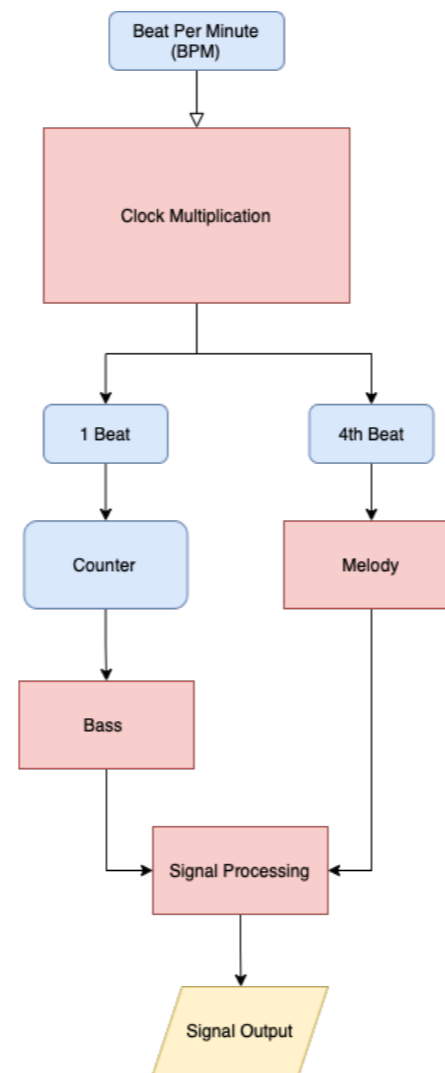 Beat Per Minute
(BPM)
Clock Multiplication
1 Beat
4th Beat
Counter
Melody
Bass
Signal Processing
Signal Output